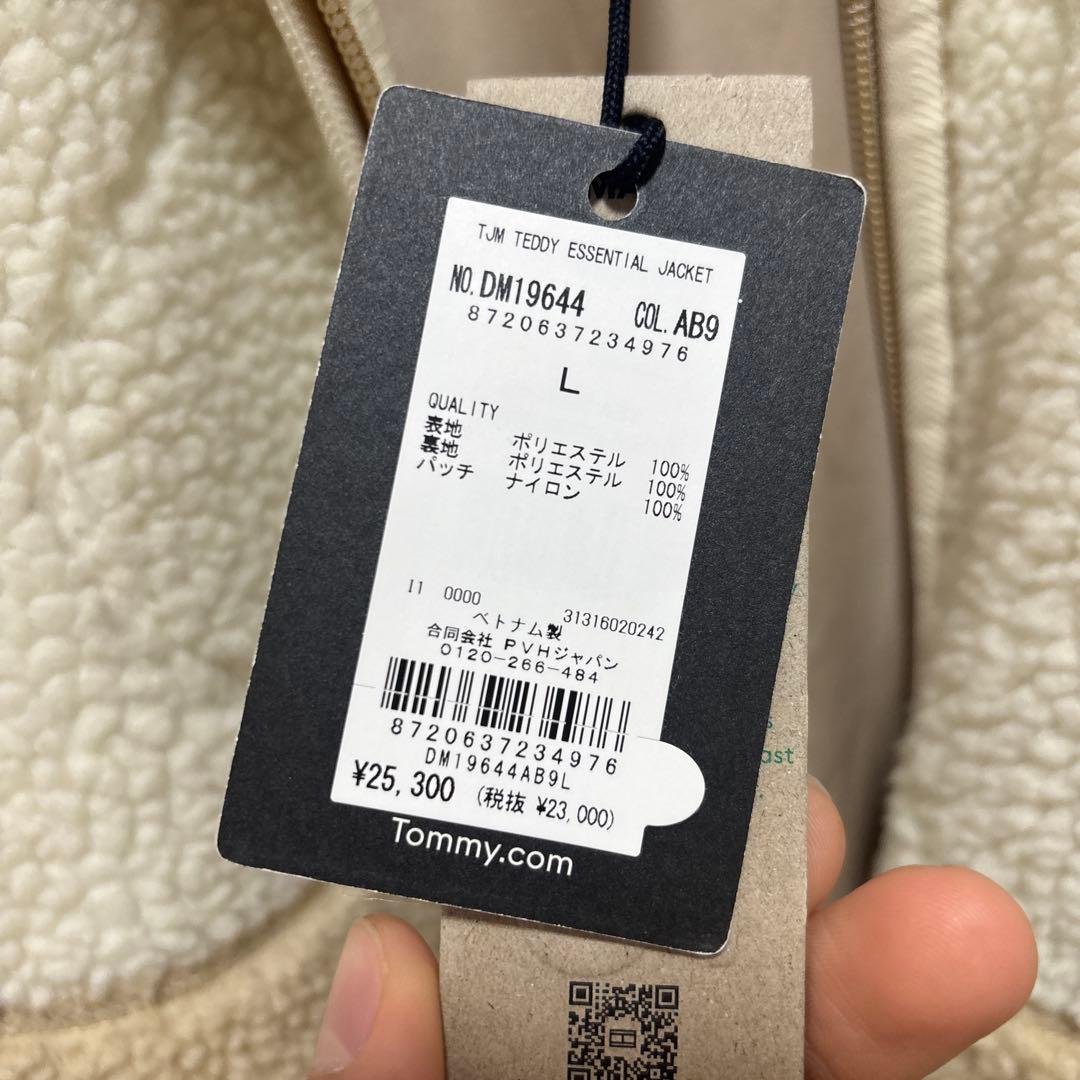 TJM TEDDY ESSENTIAL JACKET
NO. DM19644 COL. AB9
8720637234976
L
QUALITY
表地 ポリエステル 100%
裏地 ポリエステル 100%
パッチ ナイロン 100%
I1 0000 31316020242
ベトナム製
合同会社 PVHジャパン
0120-266-484
8720637234976
DM19644AB9L
¥25,300 (税抜 ¥23,000)
Tommy.com